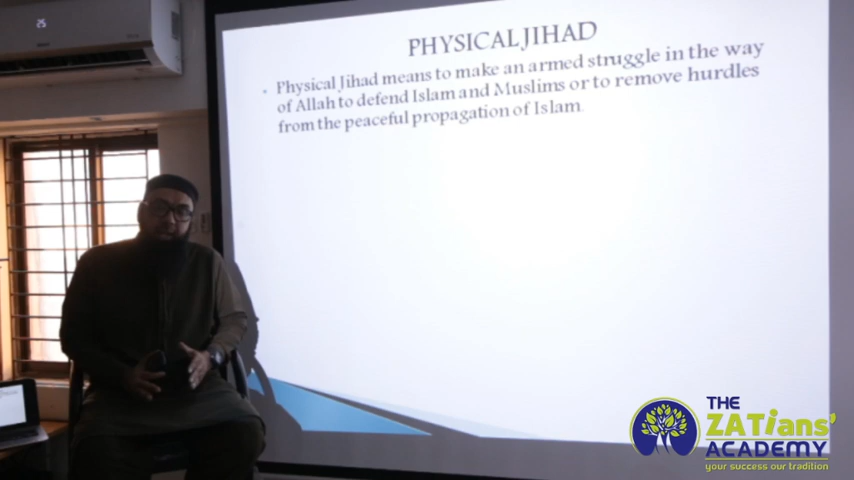 PHYSICAL JIHAD
• Physical Jihad means to make an armed struggle in the way
of Allah to defend Islam and Muslims or to remove hurdles
from the peaceful propagation of Islam.
THE
ZATians'
ACADEMY
your success our tradition